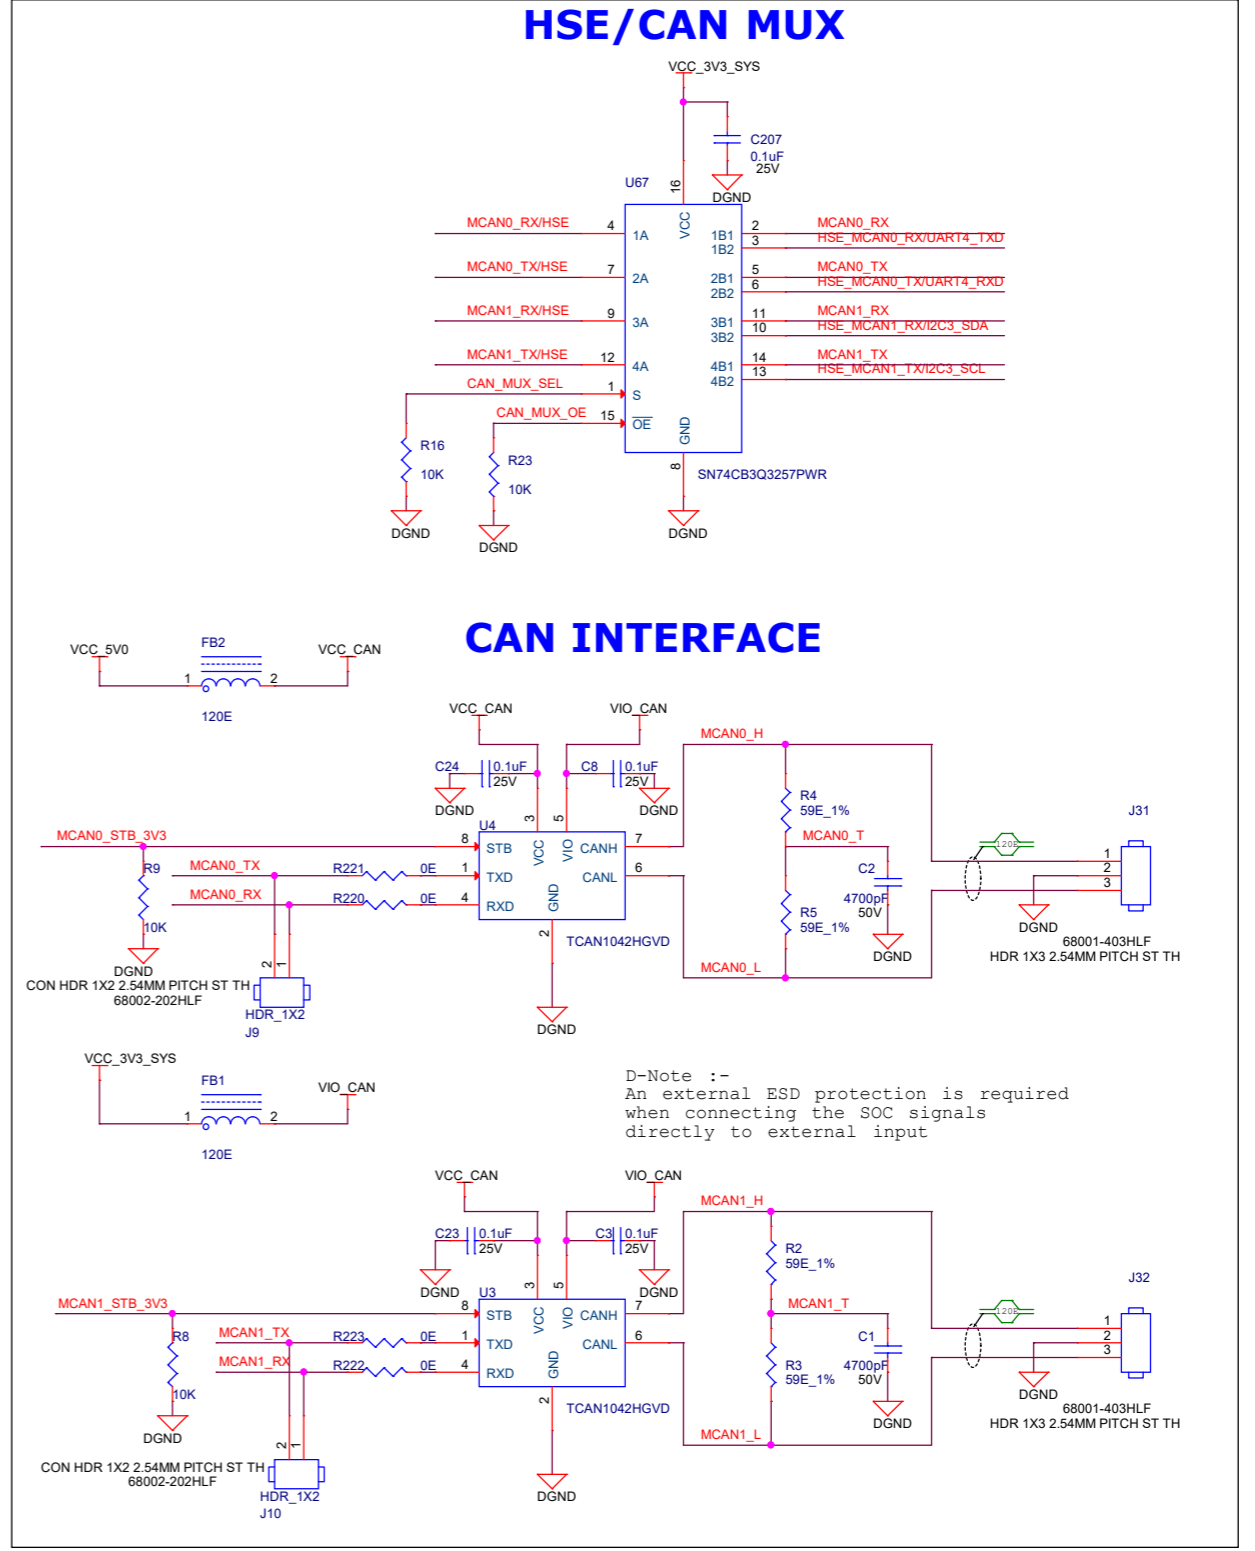 HSE/CAN MUX
VCC_3V3_SYS
C207
0.1uF
25V
DGND
U67
16
VCC
MCAN0_RX/HSE 4 1A
1B1 2 MCAN0_RX
1B2 3 HSE_MCAN0_RX/UART4_TXD
MCAN0_TX/HSE 7 2A
2B1 5 MCAN0_TX
2B2 6 HSE_MCAN0_TX/UART4_RXD
MCAN1_RX/HSE 9 3A
3B1 11 MCAN1_RX
3B2 10 HSE_MCAN1_RX/I2C3_SDA
MCAN1_TX/HSE 12 4A
4B1 14 MCAN1_TX
4B2 13 HSE_MCAN1_TX/I2C3_SCL
CAN_MUX_SEL 1 S
CAN_MUX_OE 15 OE
GND
8
SN74CB3Q3257PWR
R16
10K
DGND
R23
10K
DGND
DGND
CAN INTERFACE
VCC_5V0
FB2
VCC_CAN
1 2
120E
VCC_CAN
VIO_CAN
C24 0.1uF
25V
DGND
C8 0.1uF
25V
DGND
3
5
U4
MCAN0_STB_3V3 8 STB
VCC
VIO
CANH 7
MCAN0_TX R221 0E 1 TXD
CANL 6
MCAN0_RX R220 0E 4 RXD
GND
2
TCAN1042HGVD
DGND
R9
10K
DGND
CON HDR 1X2 2.54MM PITCH ST TH
68002-202HLF
2 1
HDR_1X2
J9
MCAN0_H
R4
59E_1%
MCAN0_T
C2
4700pF
50V
DGND
R5
59E_1%
MCAN0_L
120E
J31
1
2
3
DGND
68001-403HLF
HDR 1X3 2.54MM PITCH ST TH
VCC_3V3_SYS
FB1
VIO_CAN
1 2
120E
D-Note :-
An external ESD protection is required
when connecting the SOC signals
directly to external input
VCC_CAN
VIO_CAN
C23 0.1uF
25V
DGND
C3 0.1uF
25V
DGND
3
5
U3
MCAN1_STB_3V3 8 STB
VCC
VIO
CANH 7
MCAN1_TX R223 0E 1 TXD
CANL 6
MCAN1_RX R222 0E 4 RXD
GND
2
TCAN1042HGVD
DGND
R8
10K
DGND
CON HDR 1X2 2.54MM PITCH ST TH
68002-202HLF
2 1
HDR_1X2
J10
MCAN1_H
R2
59E_1%
MCAN1_T
C1
4700pF
50V
DGND
R3
59E_1%
MCAN1_L
120E
J32
1
2
3
DGND
68001-403HLF
HDR 1X3 2.54MM PITCH ST TH